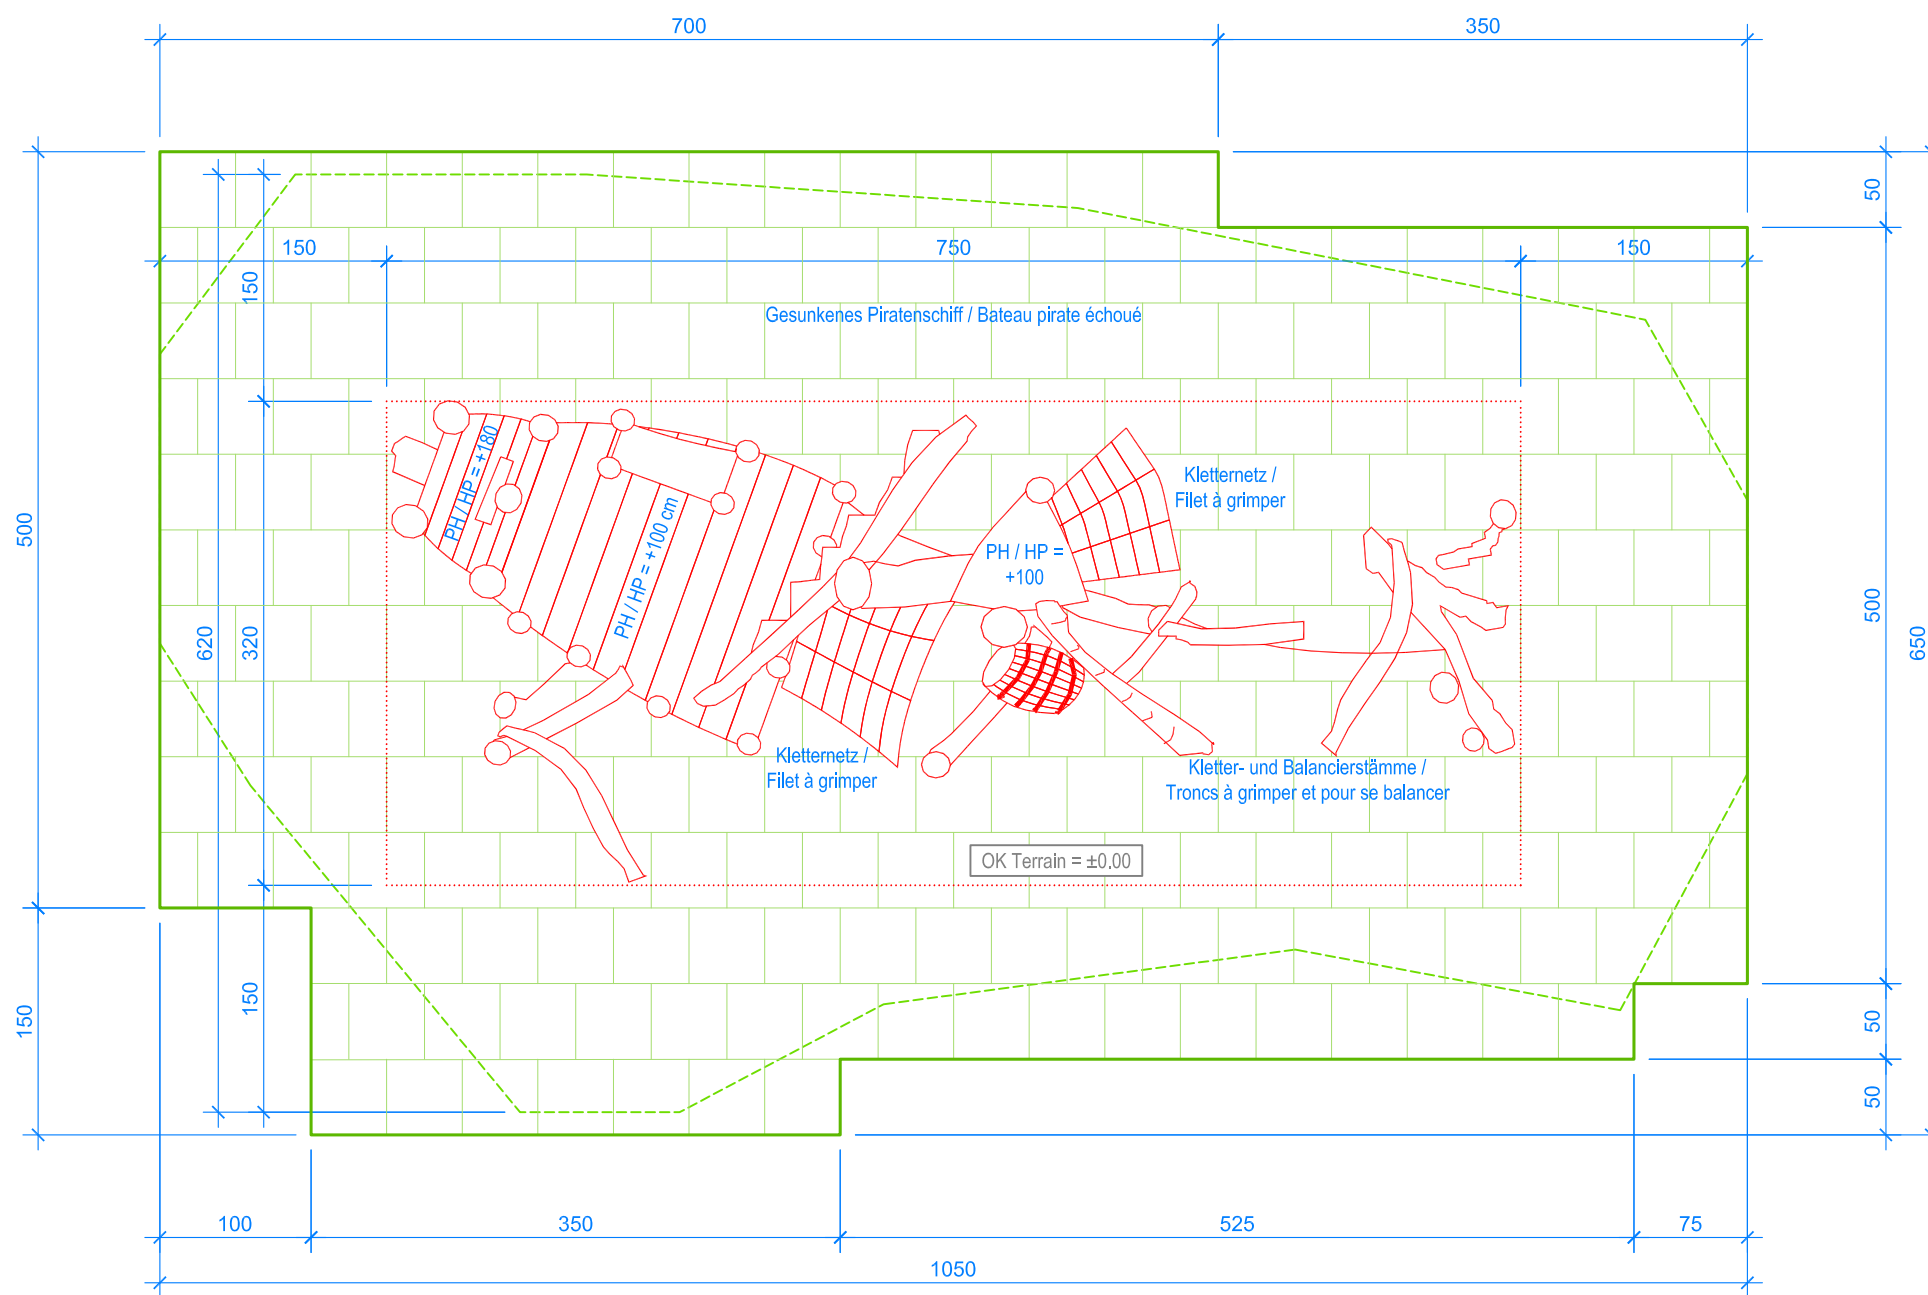 700
350
50
150
750
150
150
Gesunkenes Piratenschiff / Bateau pirate échoué
PH / HP = +180
PH / HP = +100 cm
Kletternetz /
Filet à grimper
PH / HP =
+100
500
500
620
320
650
Kletternetz /
Filet à grimper
Kletter- und Balancierstämme /
Troncs à grimper et pour se balancer
OK Terrain = ±0.00
150
150
50
50
100
350
525
75
1050